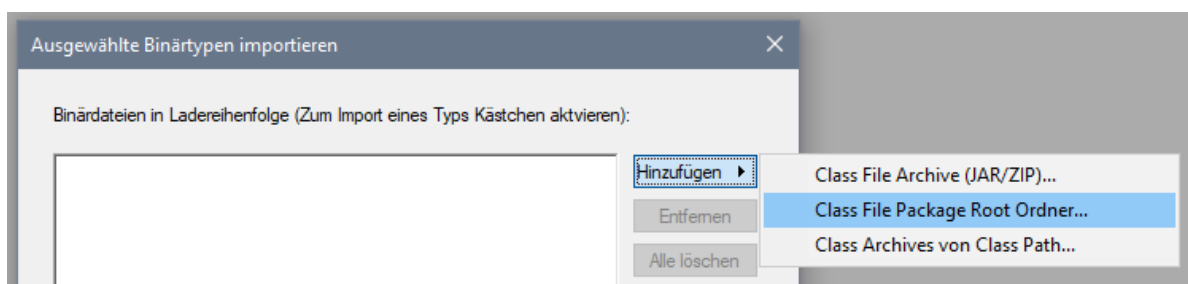 Ausgewählte Binärtypen importieren
Binärdateien in Ladereihenfolge (Zum Import eines Typs Kästchen aktvieren):
Hinzufügen
Class File Archive (JAR/ZIP)...
Entfernen
Class File Package Root Ordner...
Alle löschen
Class Archives von Class Path...